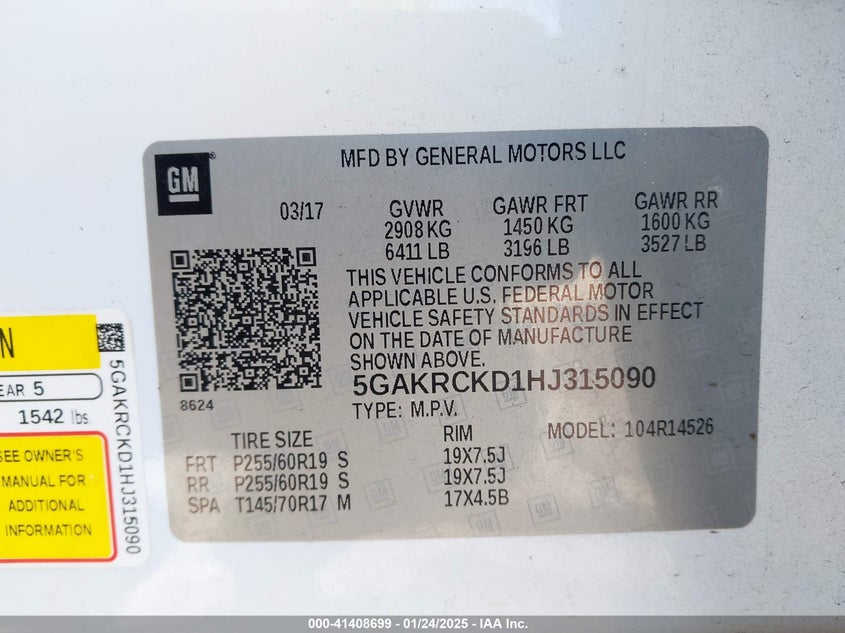 GM
MFD BY GENERAL MOTORS LLC
03/17
GVWR
2908 KG
6411 LB
GAWR FRT
1450 KG
3196 LB
GAWR RR
1600 KG
3527 LB
THIS VEHICLE CONFORMS TO ALL
APPLICABLE U.S. FEDERAL MOTOR
VEHICLE SAFETY STANDARDS IN EFFECT
ON THE DATE OF MANUFACTURE
SHOWN ABOVE.
5GAKRCKD1HJ315090
8624
TYPE: M.P.V.
TIRE SIZE RIM MODEL: 104R14526
FRT P255/60R19 S 19X7.5J
RR P255/60R19 S 19X7.5J
SPA T145/70R17 M 17X4.5B
N
EAR 5
1542 lbs.
SEE OWNER'S
MANUAL FOR
ADDITIONAL
INFORMATION
5GAKRCKD1HJ315090
000-41408699 - 01/24/2025 - IAA Inc.